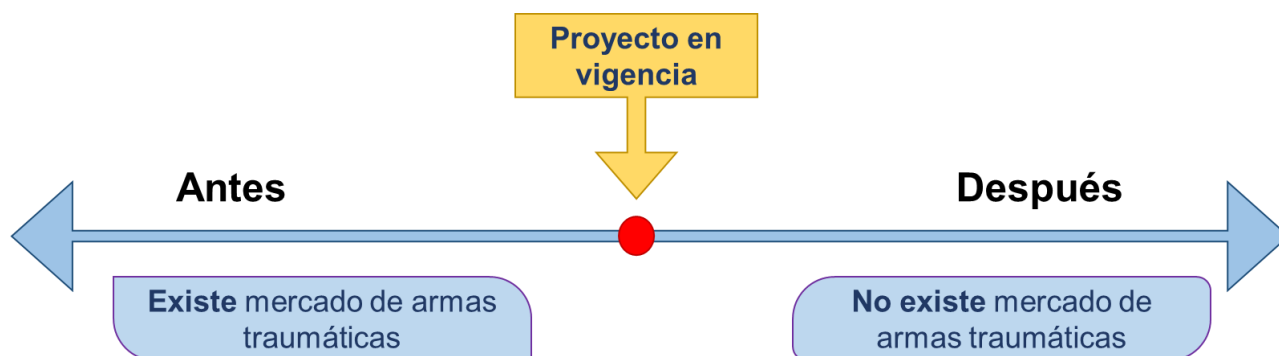 Proyecto en
vigencia
Antes
Después
Existe mercado de armas
traumáticas
No existe mercado de
armas traumáticas